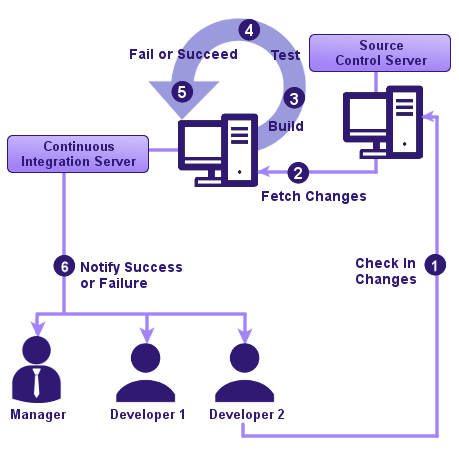 4
Source
Control Server
Fail or Succeed
Test
5
3
Build
Continuous
Integration Server
2
Fetch Changes
1
Check In
Changes
6
Notify Success
or Failure
Manager
Developer 1
Developer 2